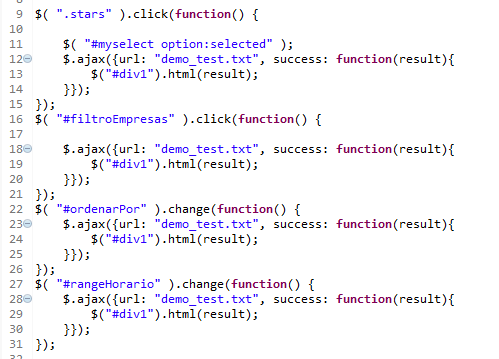 9 $( ".stars" ).click(function() {
10
11     $( "#myselect option:selected" );
12     $.ajax({url: "demo_test.txt", success: function(result){
13         $("#div1").html(result);
14     }});
15 });
16 $( "#filtroEmpresas" ).click(function() {
17
18     $.ajax({url: "demo_test.txt", success: function(result){
19         $("#div1").html(result);
20     }});
21 });
22 $( "#ordenarPor" ).change(function() {
23     $.ajax({url: "demo_test.txt", success: function(result){
24         $("#div1").html(result);
25     }});
26 });
27 $( "#rangeHorario" ).change(function() {
28     $.ajax({url: "demo_test.txt", success: function(result){
29         $("#div1").html(result);
30     }});
31 });